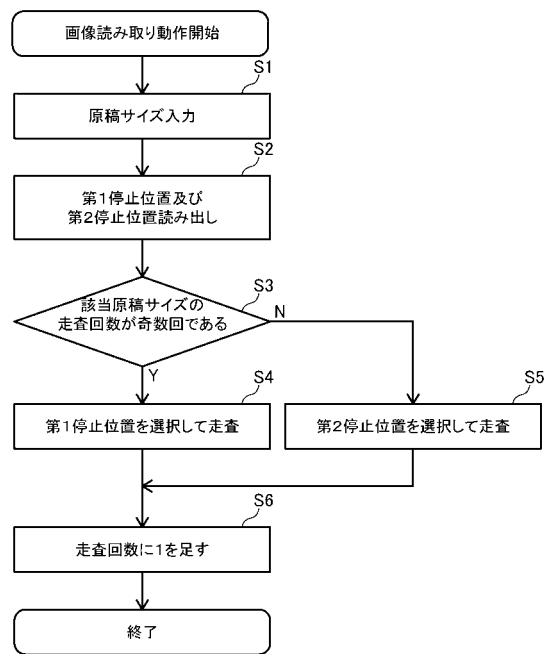 画像読み取り動作開始
S1
原稿サイズ入力
S2
第1停止位置及び
第2停止位置読み出し
S3
該当原稿サイズの
走査回数が奇数回である
N
Y
S4
第1停止位置を選択して走査
S5
第2停止位置を選択して走査
S6
走査回数に1を足す
終了